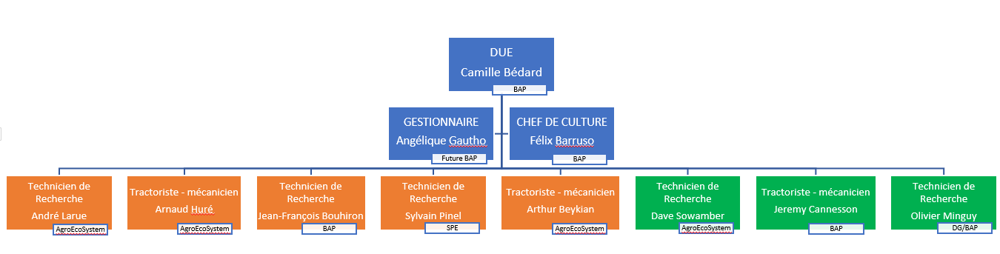 DUE
Camille Bédard
BAP
GESTIONNAIRE
Angélique Gautho
Future BAP
CHEF DE CULTURE
Félix Barruso
BAP
Technicien de
Recherche
André Larue
AgroEcoSystem
Tractoriste - mécanicien
Arnaud Huré
AgroEcoSystem
Technicien de
Recherche
Jean-François Bouhiron
BAP
Technicien de
Recherche
Sylvain Pinel
SPE
Tractoriste - mécanicien
Arthur Beykian
AgroEcoSystem
Technicien de
Recherche
Dave Sowamber
AgroEcoSystem
Tractoriste - mécanicien
Jeremy Cannesson
BAP
Technicien de
Recherche
Olivier Minguy
DG/BAP